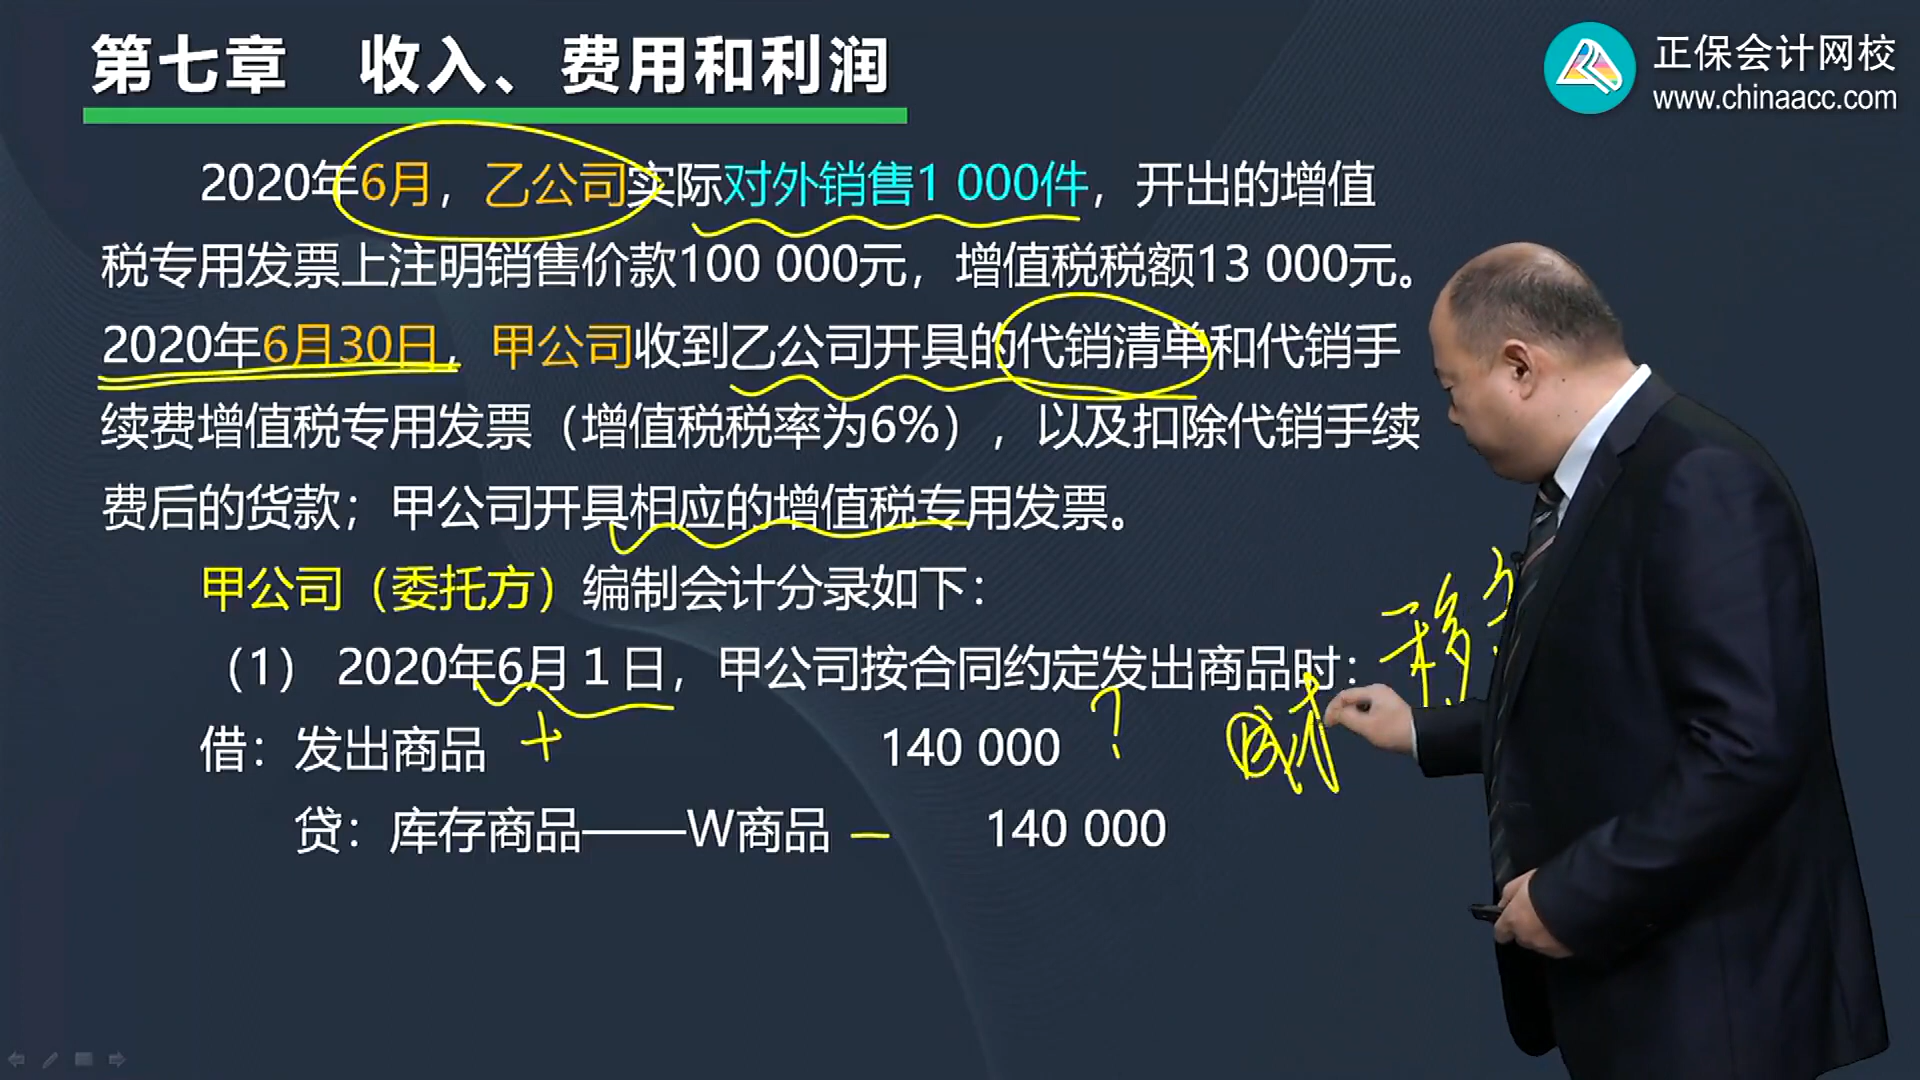 第七章 收入、费用和利润
正保会计网校
www.chinaacc.com
2020年6月，乙公司实际对外销售1 000件，开出的增值
税专用发票上注明销售价款100 000元，增值税税额13 000元。
2020年6月30日，甲公司收到乙公司开具的代销清单和代销手
续费增值税专用发票（增值税税率为6%），以及扣除代销手续
费后的货款；甲公司开具相应的增值税专用发票。
甲公司（委托方）编制会计分录如下：
（1） 2020年6月１日，甲公司按合同约定发出商品时：
移
借：发出商品 + 140 000 ？
贷：库存商品——W商品 — 140 000